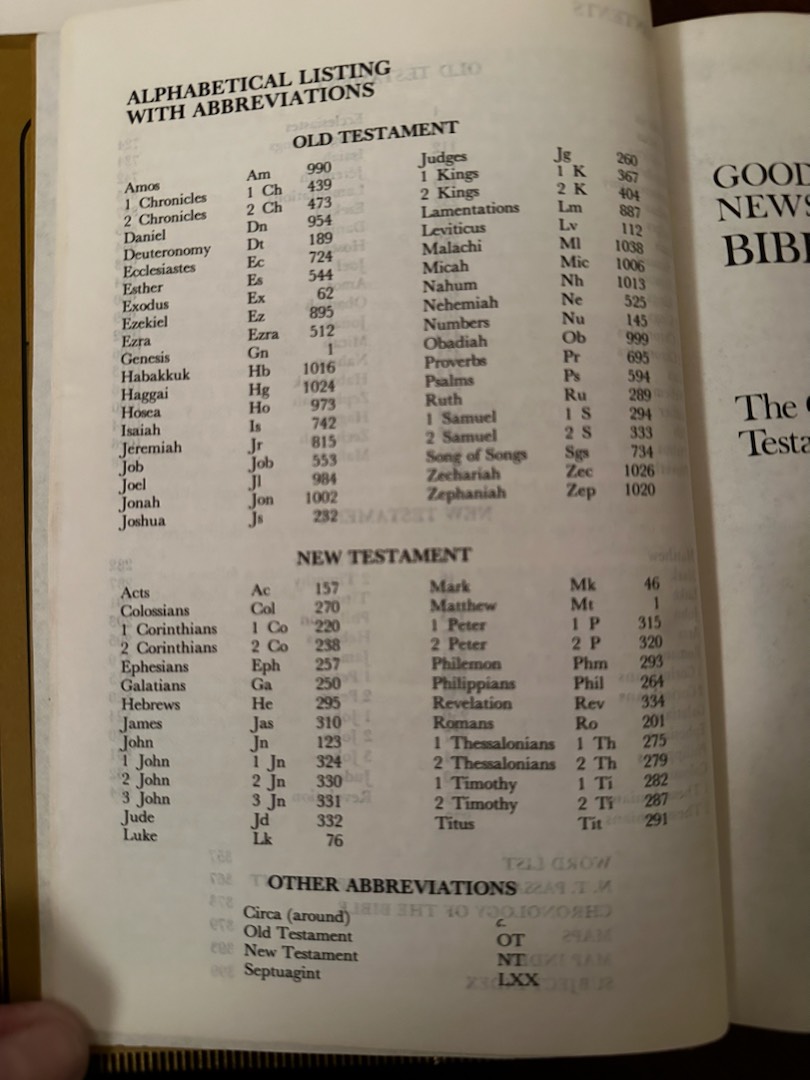 ALPHABETICAL LISTING
WITH ABBREVIATIONS
OLD TESTAMENT
Amos Am 990
1 Chronicles 1 Ch 439
2 Chronicles 2 Ch 473
Daniel Dn 954
Deuteronomy Dt 189
Ecclesiastes Ec 724
Esther Es 544
Exodus Ex 62
Ezekiel Ez 895
Ezra Ezra 512
Genesis Gn 1
Habakkuk Hb 1016
Haggai Hg 1024
Hosea Ho 973
Isaiah Is 742
Jeremiah Jr 815
Job Job 553
Joel Jl 984
Jonah Jon 1002
Joshua Js 232
Judges Jg 260
1 Kings 1 K 367
2 Kings 2 K 404
Lamentations Lm 887
Leviticus Lv 112
Malachi Ml 1038
Micah Mic 1006
Nahum Nh 1013
Nehemiah Ne 525
Numbers Nu 145
Obadiah Ob 999
Proverbs Pr 695
Psalms Ps 594
Ruth Ru 289
1 Samuel 1 S 294
2 Samuel 2 S 333
Song of Songs Sgs 734
Zechariah Zec 1026
Zephaniah Zep 1020
NEW TESTAMENT
Acts Ac 157
Colossians Col 270
1 Corinthians 1 Co 220
2 Corinthians 2 Co 238
Ephesians Eph 257
Galatians Ga 250
Hebrews He 295
James Jas 310
John Jn 123
1 John 1 Jn 324
2 John 2 Jn 330
3 John 3 Jn 331
Jude Jd 332
Luke Lk 76
Mark Mk 46
Matthew Mt 1
1 Peter 1 P 315
2 Peter 2 P 320
Philemon Phm 293
Philippians Phil 264
Revelation Rev 334
Romans Ro 201
1 Thessalonians 1 Th 275
2 Thessalonians 2 Th 279
1 Timothy 1 Ti 282
2 Timothy 2 Ti 287
Titus Tit 291
OTHER ABBREVIATIONS
Circa (around) c
Old Testament OT
New Testament NT
Septuagint LXX
GOOD
NEWS
BIB
The
Testa